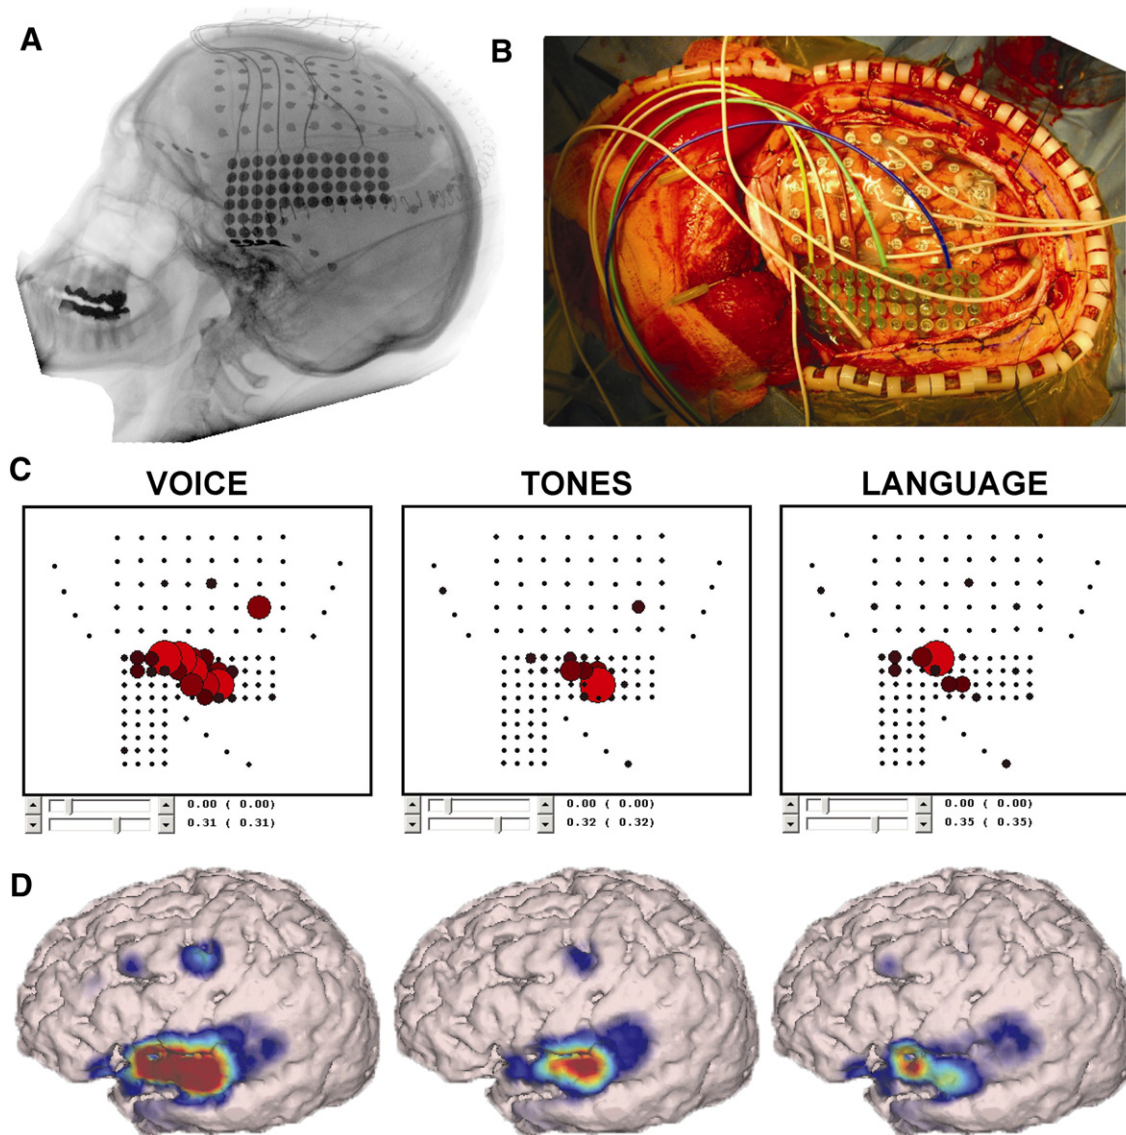 A
B
C
VOICE
TONES
LANGUAGE
0.00 ( 0.00)
0.31 ( 0.31)
0.00 ( 0.00)
0.32 ( 0.32)
0.00 ( 0.00)
0.35 ( 0.35)
D